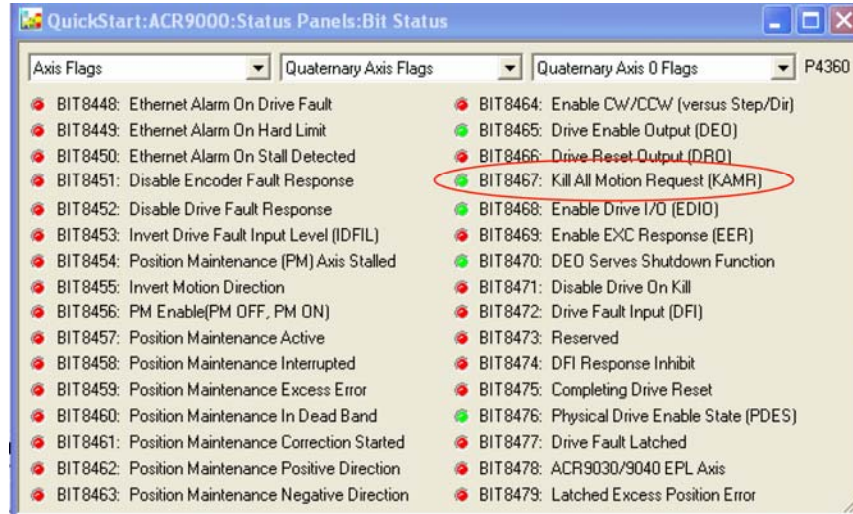 QuickStart:ACR9000:Status Panels:Bit Status
Axis Flags
Quaternary Axis Flags
Quaternary Axis 0 Flags
P4360
BIT8448: Ethernet Alarm On Drive Fault
BIT8449: Ethernet Alarm On Hard Limit
BIT8450: Ethernet Alarm On Stall Detected
BIT8451: Disable Encoder Fault Response
BIT8452: Disable Drive Fault Response
BIT8453: Invert Drive Fault Input Level (IDFIL)
BIT8454: Position Maintenance (PM) Axis Stalled
BIT8455: Invert Motion Direction
BIT8456: PM Enable(PM OFF, PM ON)
BIT8457: Position Maintenance Active
BIT8458: Position Maintenance Interrupted
BIT8459: Position Maintenance Excess Error
BIT8460: Position Maintenance In Dead Band
BIT8461: Position Maintenance Correction Started
BIT8462: Position Maintenance Positive Direction
BIT8463: Position Maintenance Negative Direction
BIT8464: Enable CW/CCW (versus Step/Dir)
BIT8465: Drive Enable Output (DEO)
BIT8466: Drive Reset Output (DRO)
BIT8467: Kill All Motion Request (KAMR)
BIT8468: Enable Drive I/O (EDIO)
BIT8469: Enable EXC Response (EER)
BIT8470: DEO Serves Shutdown Function
BIT8471: Disable Drive On Kill
BIT8472: Drive Fault Input (DFI)
BIT8473: Reserved
BIT8474: DFI Response Inhibit
BIT8475: Completing Drive Reset
BIT8476: Physical Drive Enable State (PDES)
BIT8477: Drive Fault Latched
BIT8478: ACR9030/9040 EPL Axis
BIT8479: Latched Excess Position Error